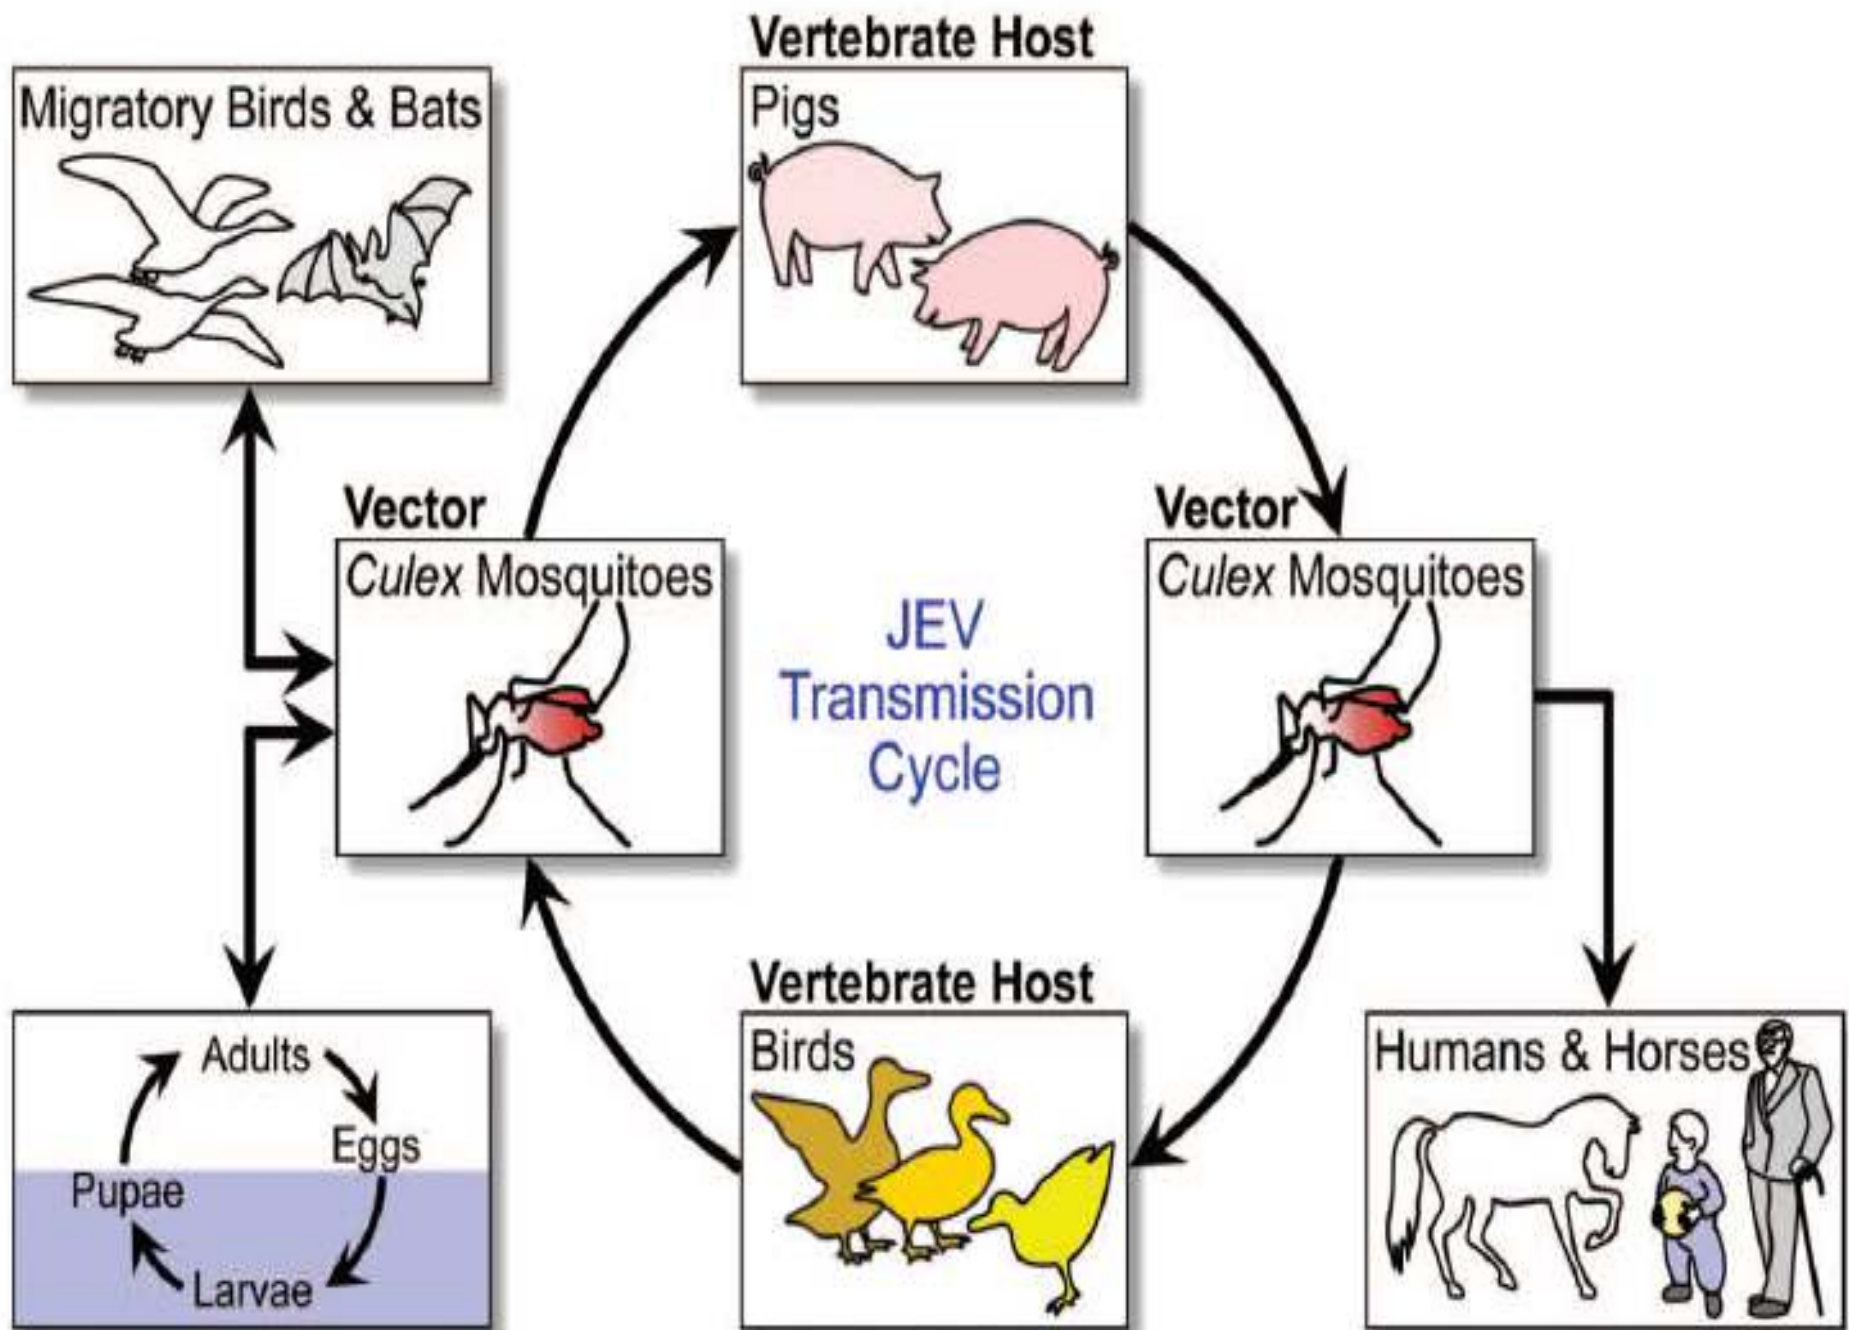 Vertebrate Host
Migratory Birds & Bats
Pigs
Vector
Culex Mosquitoes
Vector
Culex Mosquitoes
JEV
Transmission
Cycle
Vertebrate Host
Birds
Adults
Eggs
Pupae
Larvae
Humans & Horses